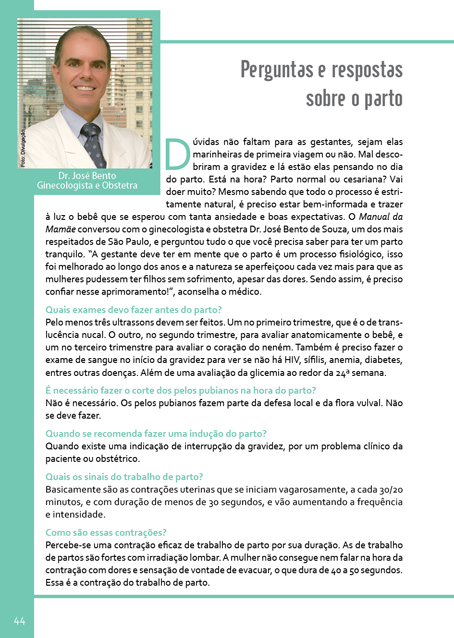 Foto: Divulgação
Dr. José Bento
Ginecologista e Obstetra
Perguntas e respostas
sobre o parto
Dúvidas não faltam para as gestantes, sejam elas
marinheiras de primeira viagem ou não. Mal desco-
briram a gravidez e lá estão elas pensando no dia
do parto. Está na hora? Parto normal ou cesariana? Vai
doer muito? Mesmo sabendo que todo o processo é estri-
tamente natural, é preciso estar bem-informada e trazer
à luz o bebê que se esperou com tanta ansiedade e boas expectativas. O Manual da
Mamãe conversou com o ginecologista e obstetra Dr. José Bento de Souza, um dos mais
respeitados de São Paulo, e perguntou tudo o que você precisa saber para ter um parto
tranquilo. “A gestante deve ter em mente que o parto é um processo fisiológico, isso
foi melhorado ao longo dos anos e a natureza se aperfeiçoou cada vez mais para que as
mulheres pudessem ter filhos sem sofrimento, apesar das dores. Sendo assim, é preciso
confiar nesse aprimoramento!”, aconselha o médico.
Quais exames devo fazer antes do parto?
Pelo menos três ultrassons devem ser feitos. Um no primeiro trimestre, que é o de trans-
lucência nucal. O outro, no segundo trimestre, para avaliar anatomicamente o bebê, e
um no terceiro trimestre para avaliar o coração do neném. Também é preciso fazer o
exame de sangue no início da gravidez para ver se não há HIV, sífilis, anemia, diabetes,
entres outras doenças. Além de uma avaliação da glicemia ao redor da 24ª semana.
É necessário fazer o corte dos pelos pubianos na hora do parto?
Não é necessário. Os pelos pubianos fazem parte da defesa local e da flora vulval. Não
se deve fazer.
Quando se recomenda fazer uma indução do parto?
Quando existe uma indicação de interrupção da gravidez, por um problema clínico da
paciente ou obstétrico.
Quais os sinais do trabalho de parto?
Basicamente são as contrações uterinas que se iniciam vagarosamente, a cada 30/20
minutos, e com duração de menos de 30 segundos, e vão aumentando a frequência
e intensidade.
Como são essas contrações?
Percebe-se uma contração eficaz de trabalho de parto por sua duração. As de trabalho
de partos são fortes com irradiação lombar. A mulher não consegue nem falar na hora da
contração com dores e sensação de vontade de evacuar, o que dura de 40 a 50 segundos.
Essa é a contração do trabalho de parto.
44